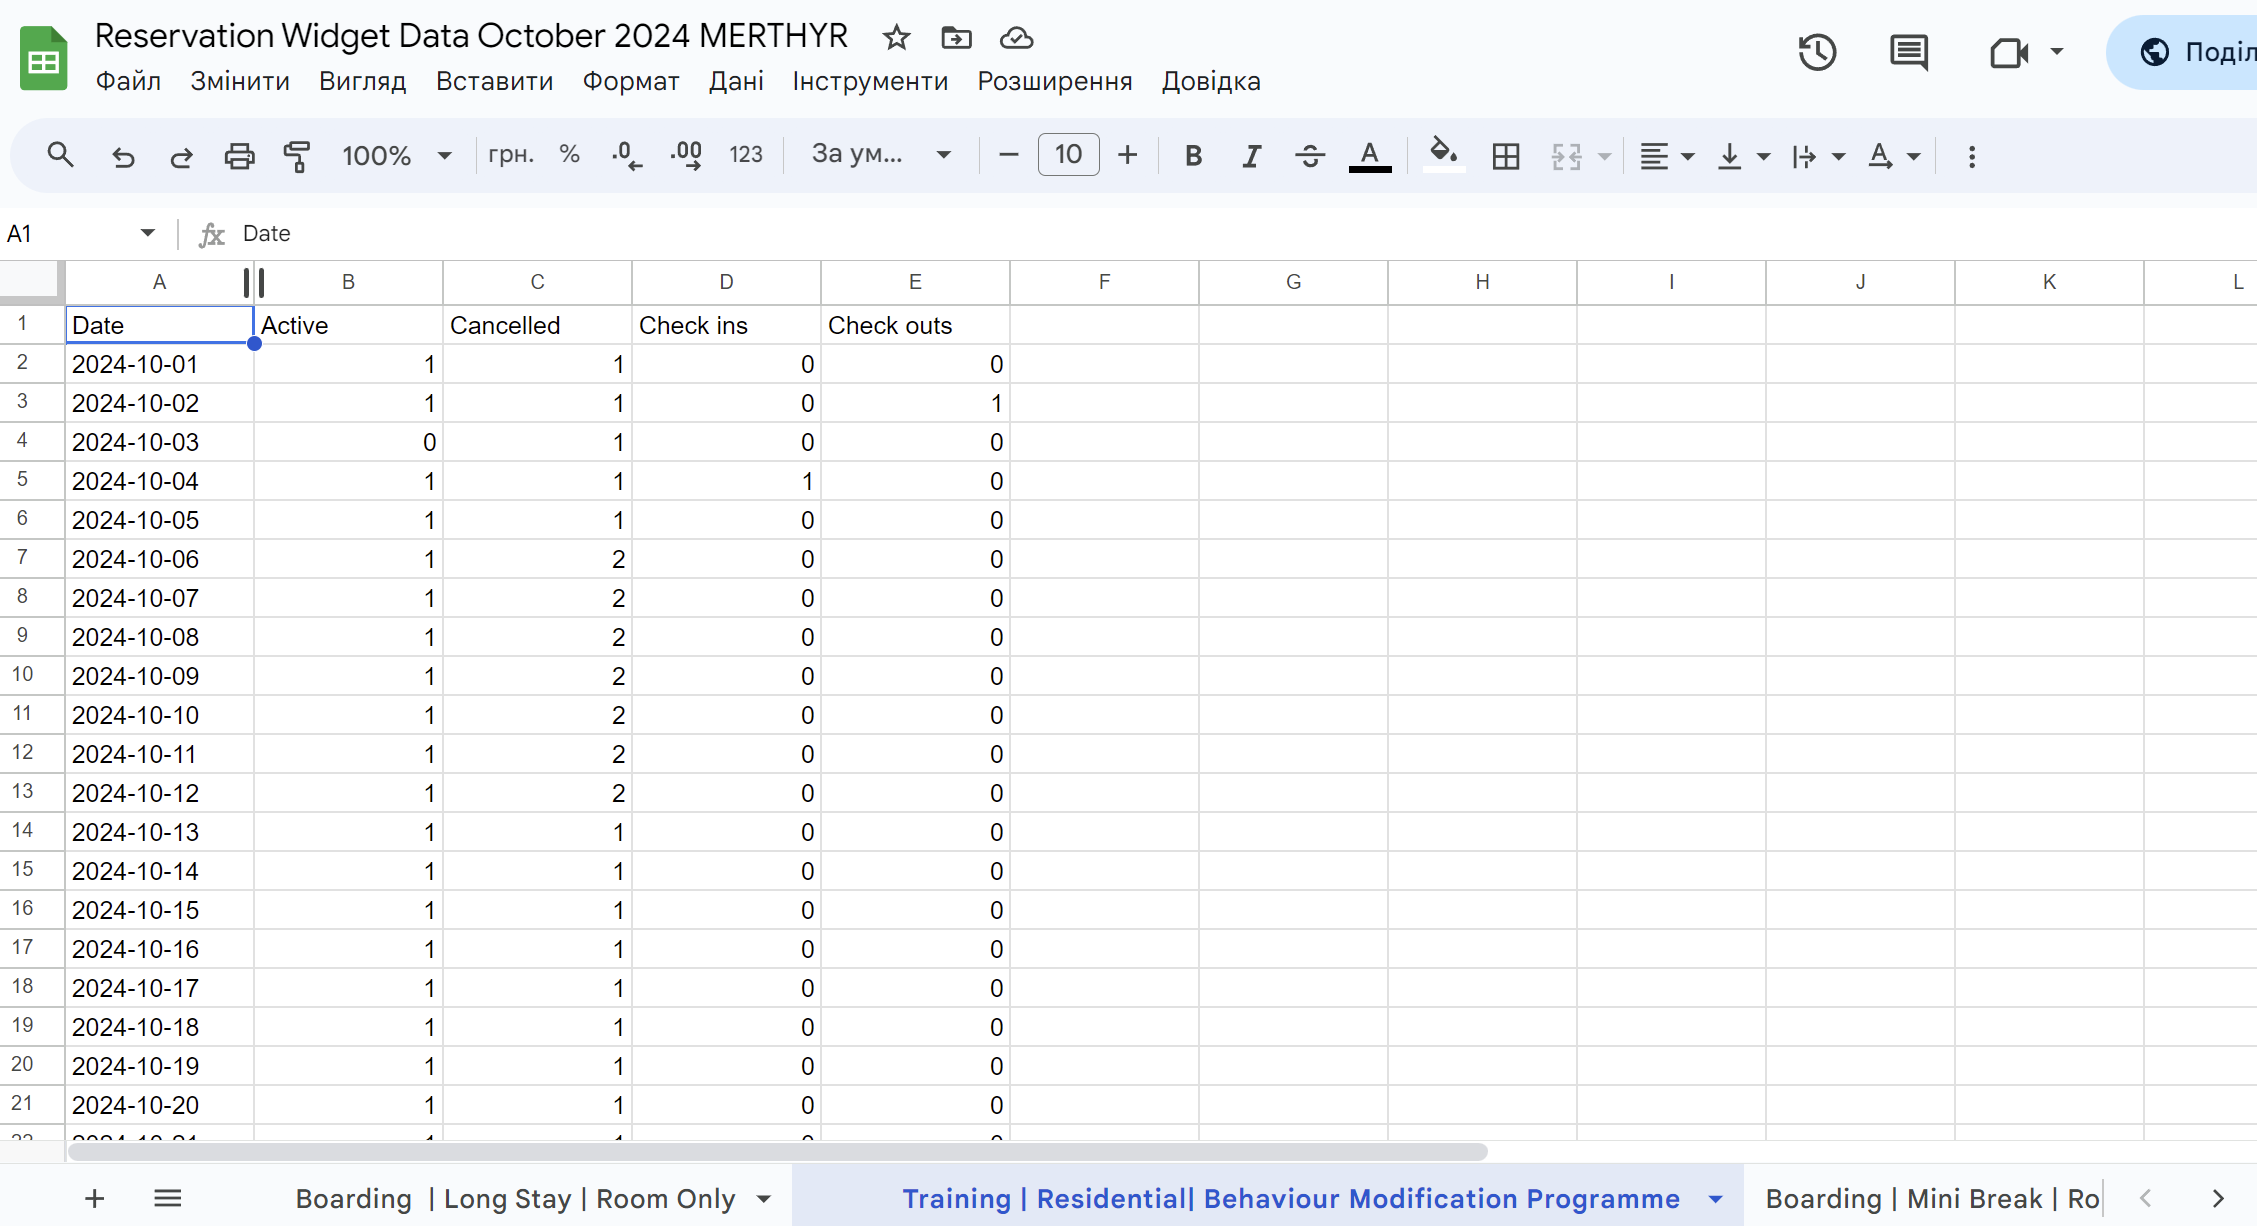 Reservation Widget Data October 2024 MERTHYR
Файл Змінити Вигляд Вставити Формат Дані Інструменти Розширення Довідка
Поділ
100% грн. % .0 .00 123 За ум... 10 B I A A
A1 fx Date
A B C D E F G H I J K L
1 Date Active Cancelled Check ins Check outs
2 2024-10-01 1 1 0 0
3 2024-10-02 1 1 0 1
4 2024-10-03 0 1 0 0
5 2024-10-04 1 1 1 0
6 2024-10-05 1 1 0 0
7 2024-10-06 1 2 0 0
8 2024-10-07 1 2 0 0
9 2024-10-08 1 2 0 0
10 2024-10-09 1 2 0 0
11 2024-10-10 1 2 0 0
12 2024-10-11 1 2 0 0
13 2024-10-12 1 2 0 0
14 2024-10-13 1 1 0 0
15 2024-10-14 1 1 0 0
16 2024-10-15 1 1 0 0
17 2024-10-16 1 1 0 0
18 2024-10-17 1 1 0 0
19 2024-10-18 1 1 0 0
20 2024-10-19 1 1 0 0
21 2024-10-20 1 1 0 0
22 2024-10-21 1 1 0 0
Boarding | Long Stay | Room Only Training | Residential| Behaviour Modification Programme Boarding | Mini Break | Ro